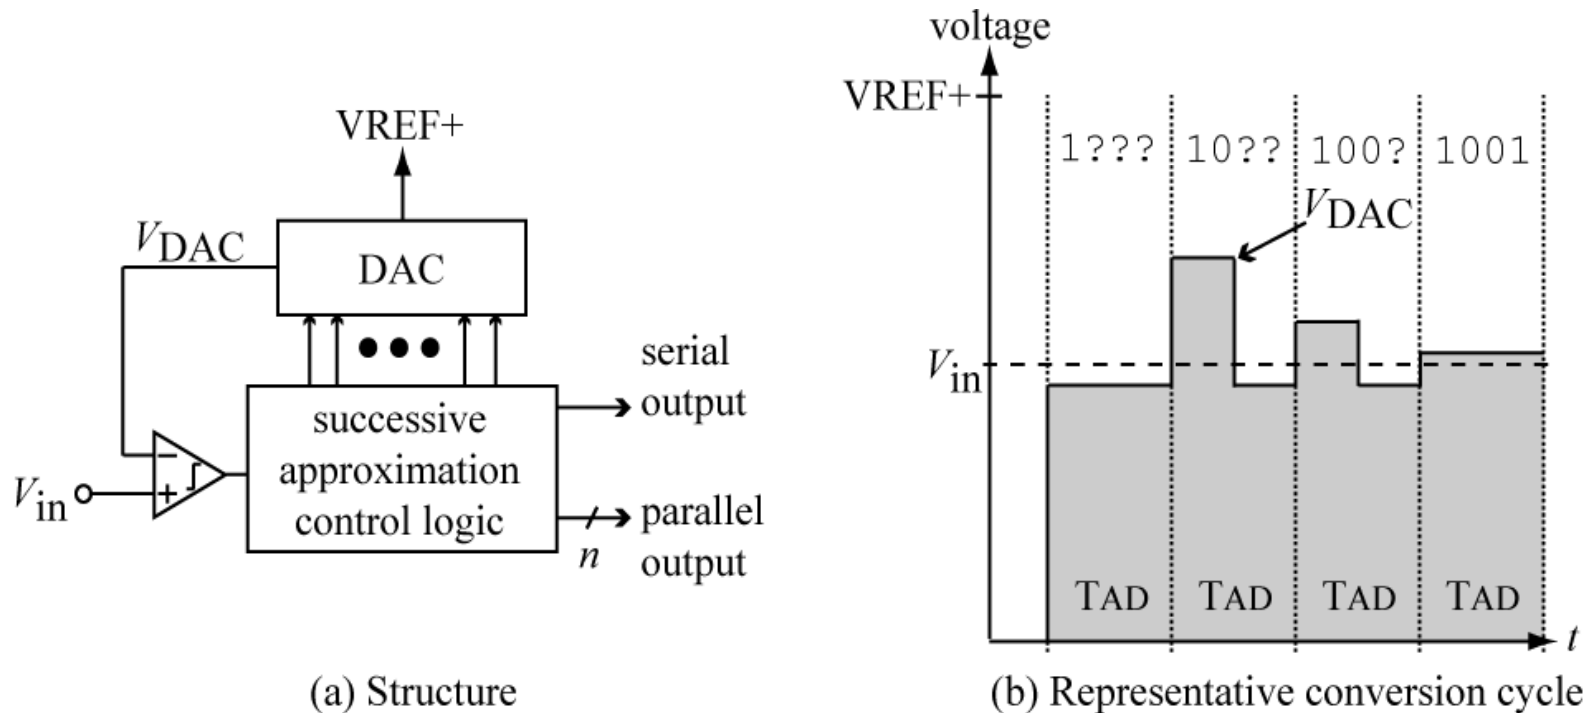 VREF+
VDAC
DAC
serial
output
successive
approximation
control logic
Vin
parallel
output
n
(a) Structure
voltage
VREF+
1??? 10?? 100? 1001
VDAC
Vin
TAD TAD TAD TAD
t
(b) Representative conversion cycle